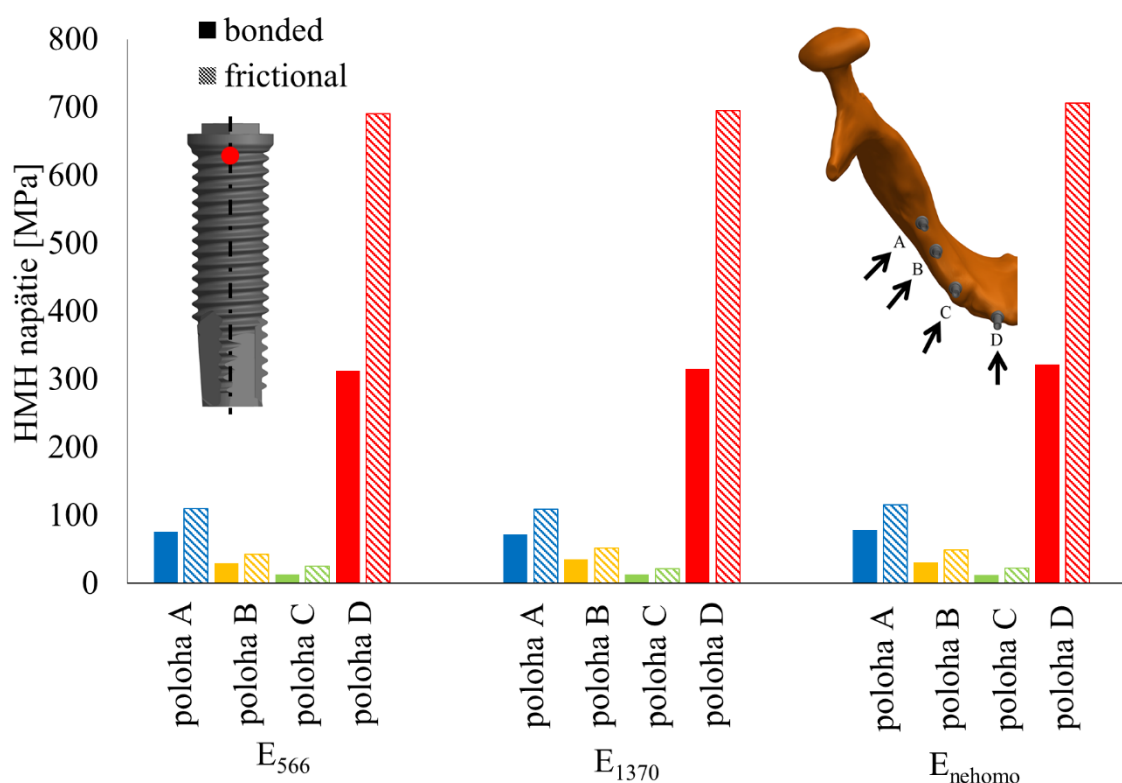 HMH napätie [MPa]
800
700
600
500
400
300
200
100
0
bonded
frictional
A
B
C
D
poloha A
poloha B
poloha C
poloha D
poloha A
poloha B
poloha C
poloha D
poloha A
poloha B
poloha C
poloha D
E566
E1370
Enehomo